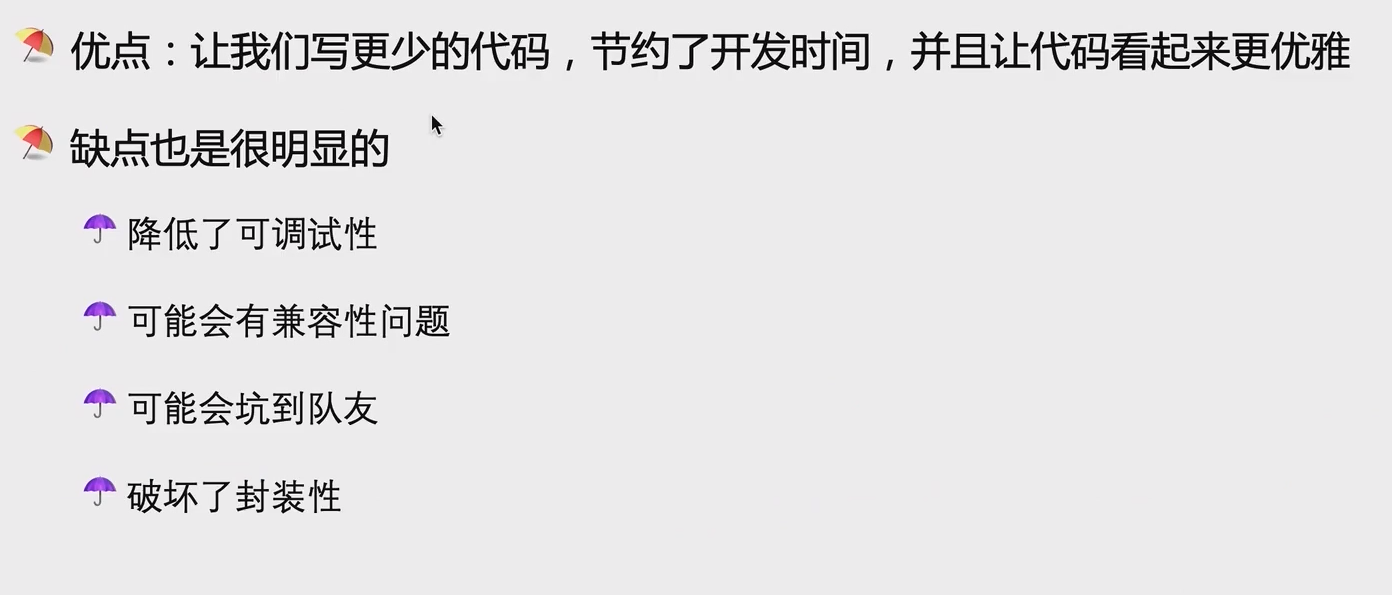 优点：让我们写更少的代码，节约了开发时间，并且让代码看起来更优雅
缺点也是很明显的
降低了可调试性
可能会有兼容性问题
可能会坑到队友
破坏了封装性